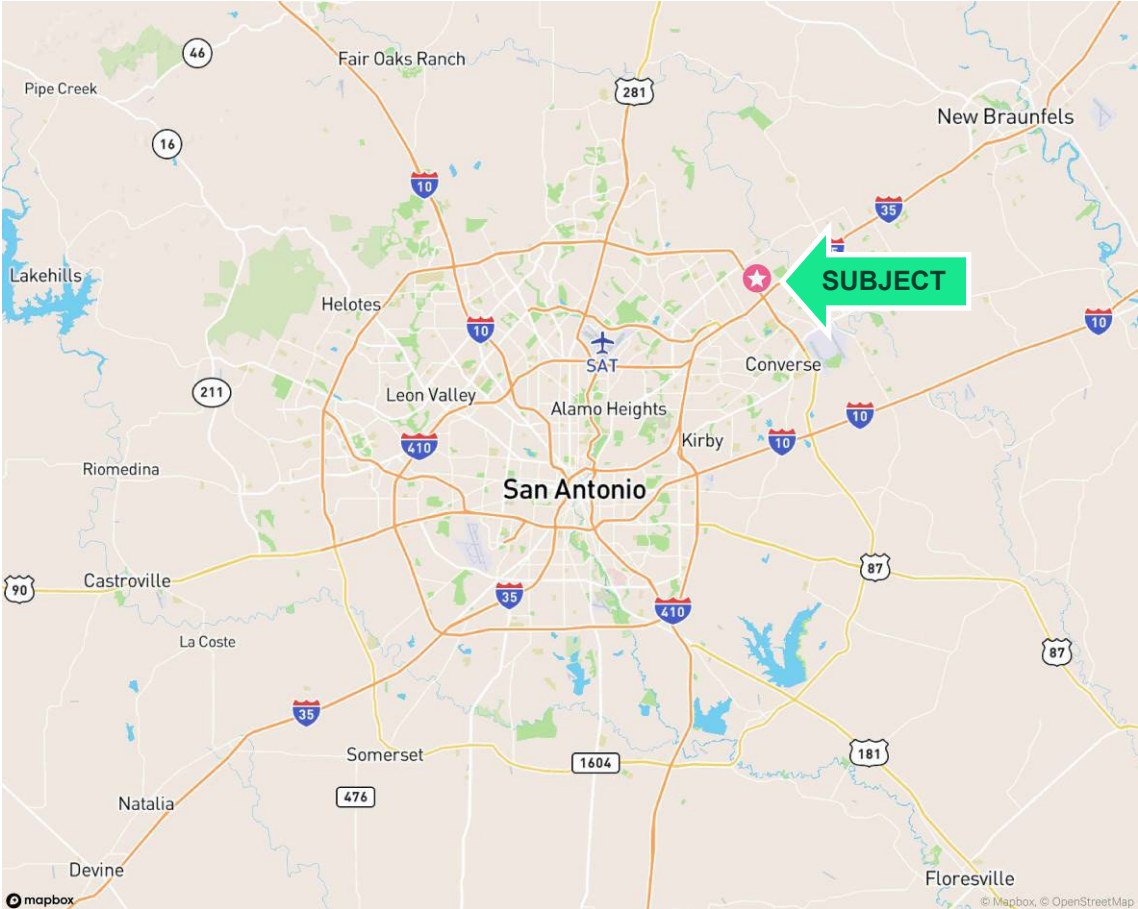 46
Fair Oaks Ranch
Pipe Creek
281
New Braunfels
16
10
35
Lakehills
SUBJECT
Helotes
10
10
SAT
Converse
211
Leon Valley
Alamo Heights
10
410
Kirby
10
Riomedina
San Antonio
87
90
Castroville
35
410
La Coste
87
35
Somerset
1604
181
476
Natalia
Devine
Floresville
mapbox
© Mapbox, © OpenStreetMap